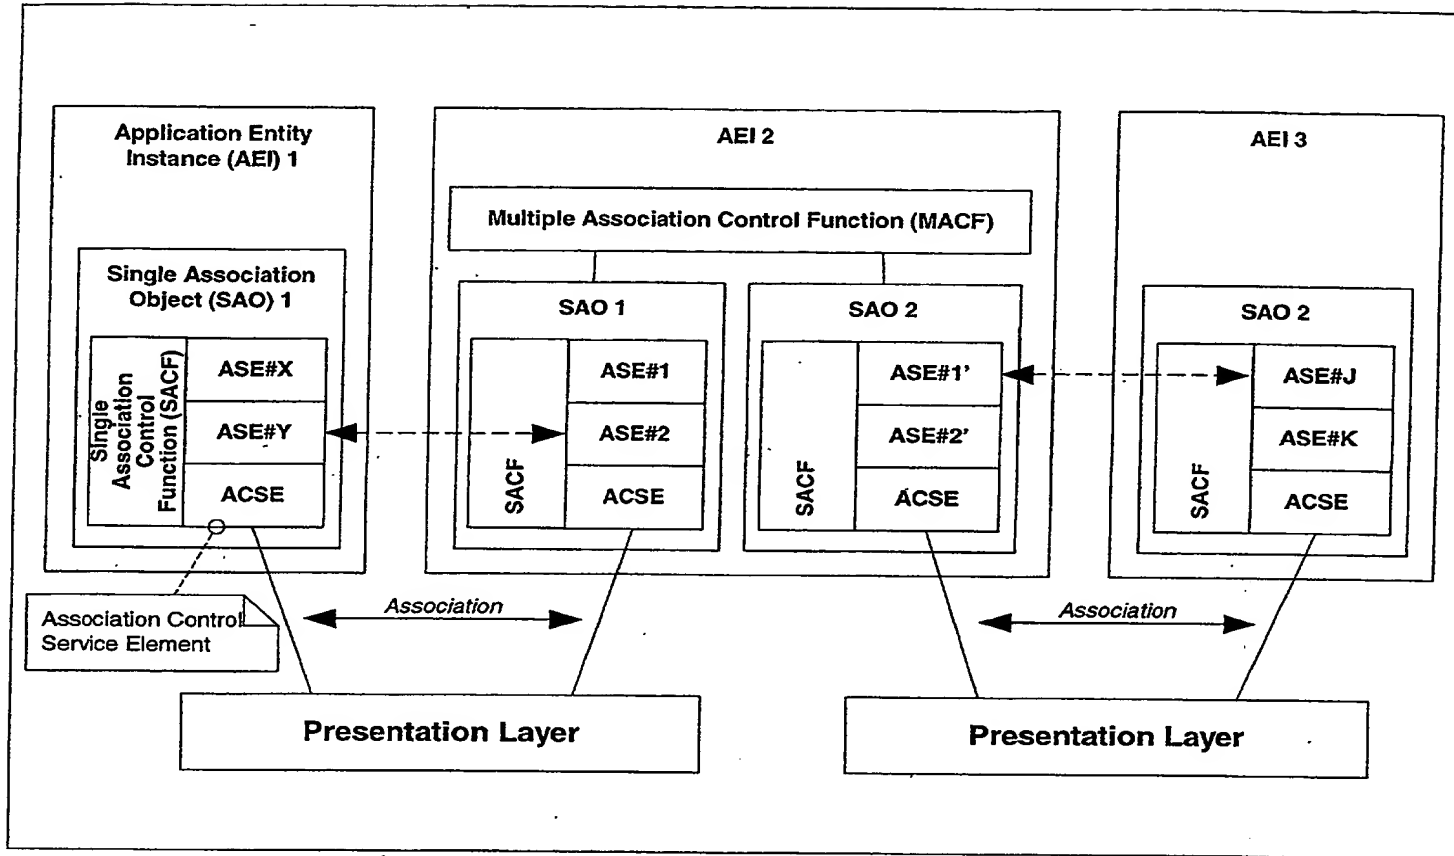 Application Entity
Instance (AEI) 1
Single Association
Object (SAO) 1
Single
Association
Control
Function (SACF)
ASE#X
ASE#Y
ACSE
Association Control
Service Element
AEI 2
Multiple Association Control Function (MACF)
SAO 1
SACF
ASE#1
ASE#2
ACSE
SAO 2
SACF
ASE#1'
ASE#2'
ACSE
AEI 3
SAO 2
SACF
ASE#J
ASE#K
ACSE
Association
Association
Presentation Layer
Presentation Layer